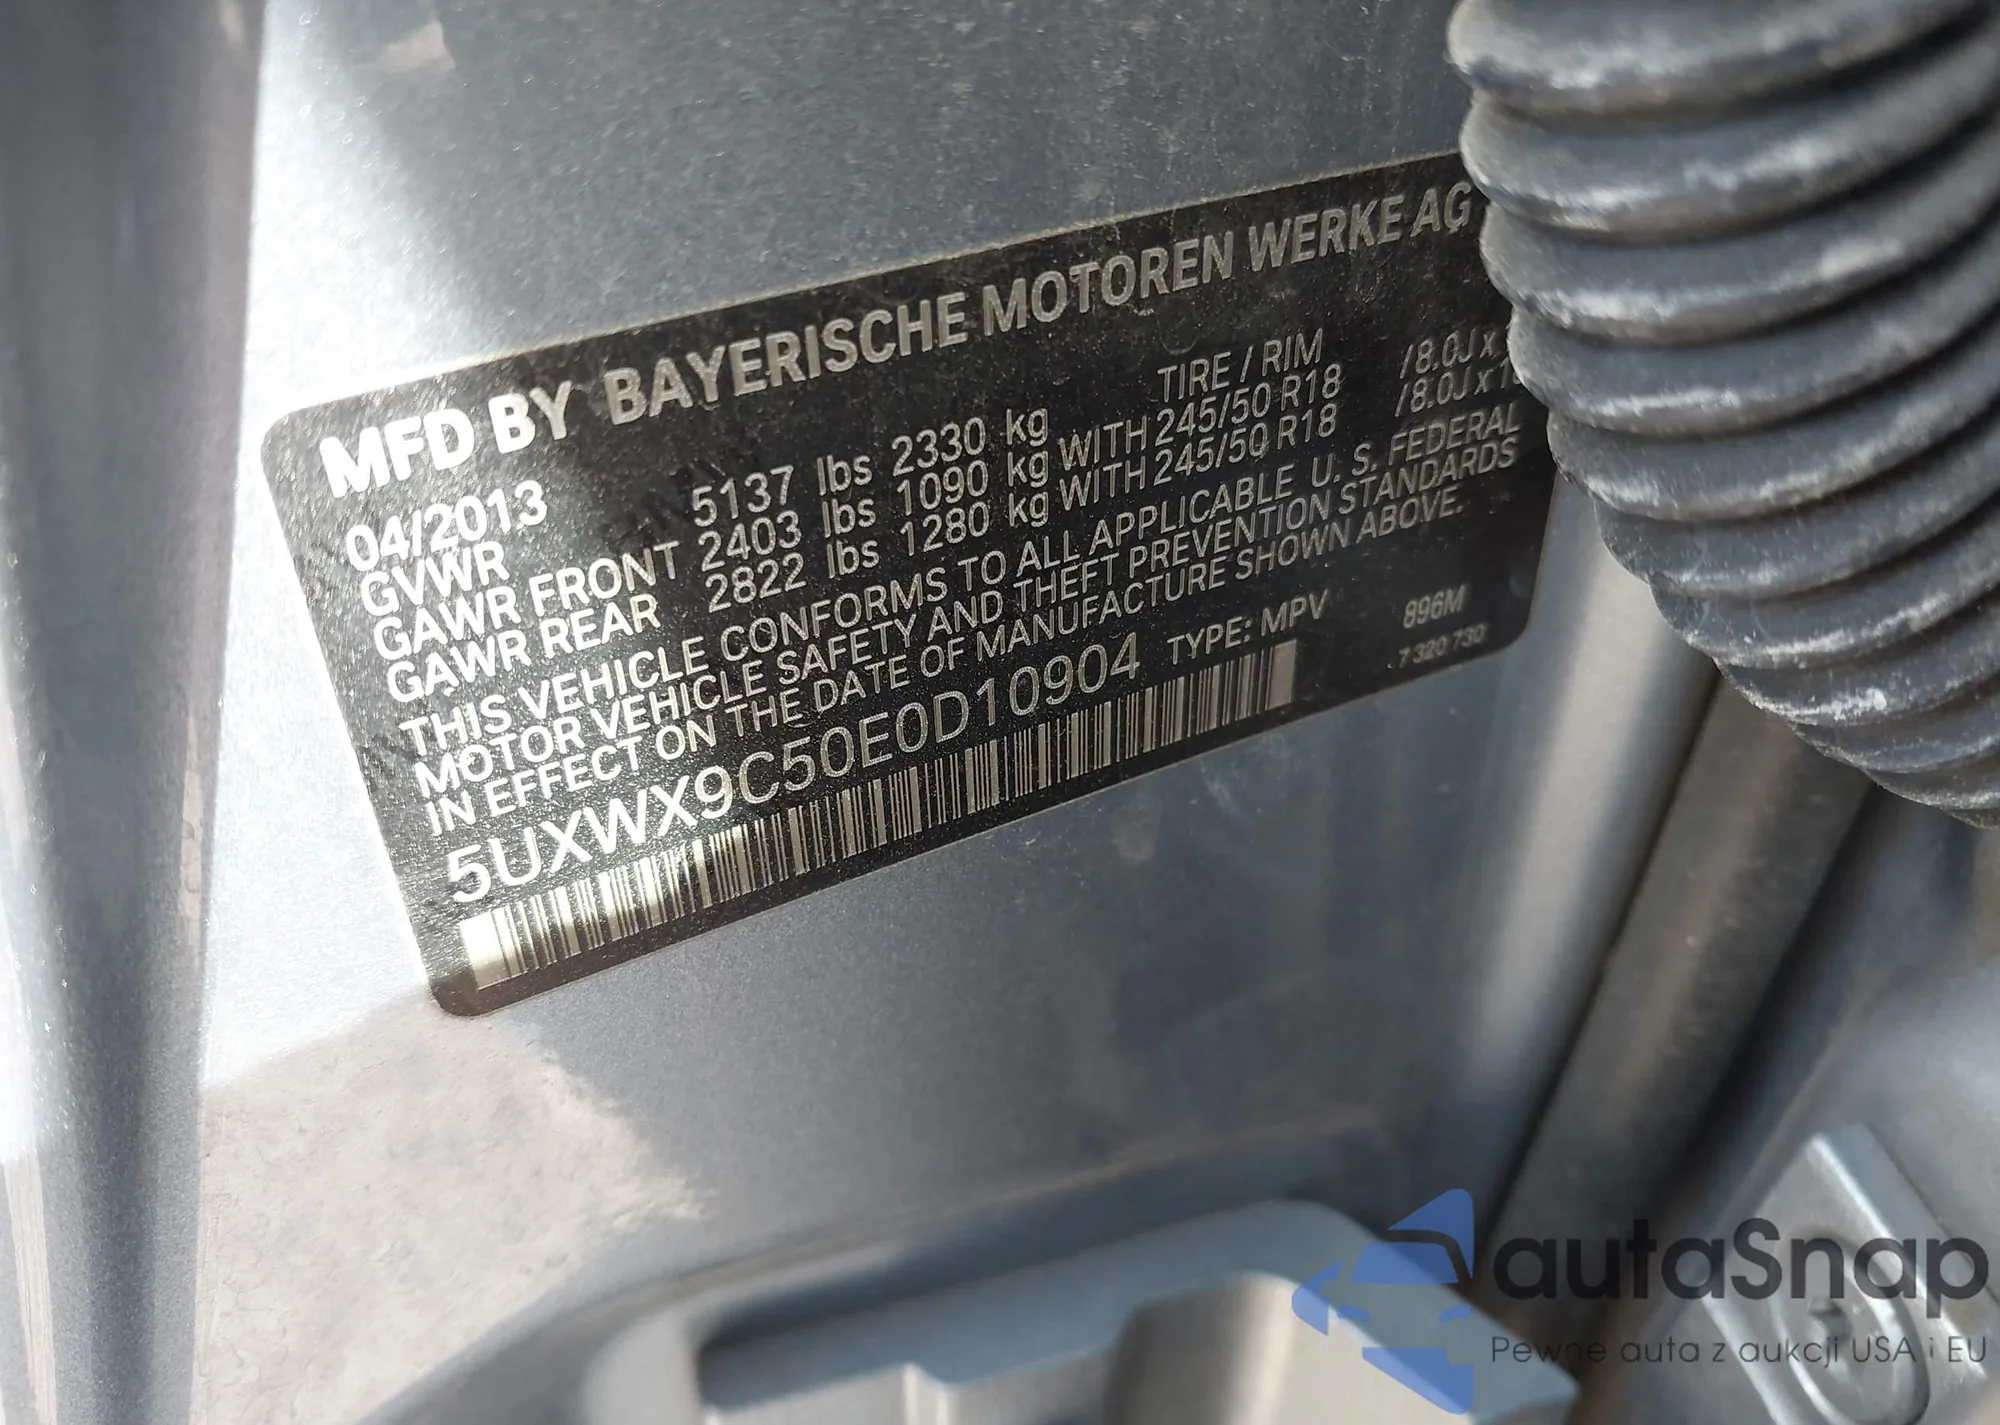 MFD BY BAYERISCHE MOTOREN WERKE AG
04/2013 TIRE / RIM
GVWR 5137 lbs 2330 kg
GAWR FRONT 2403 lbs 1090 kg WITH 245/50 R18 /8.0J x
GAWR REAR 2822 lbs 1280 kg WITH 245/50 R18 /8.0J x
THIS VEHICLE CONFORMS TO ALL APPLICABLE U. S. FEDERAL
MOTOR VEHICLE SAFETY AND THEFT PREVENTION STANDARDS
IN EFFECT ON THE DATE OF MANUFACTURE SHOWN ABOVE.
5UXWX9C50E0D10904 TYPE: MPV 896M
7 320 730
autaSnap
Pewne auta z aukcji USA i EU